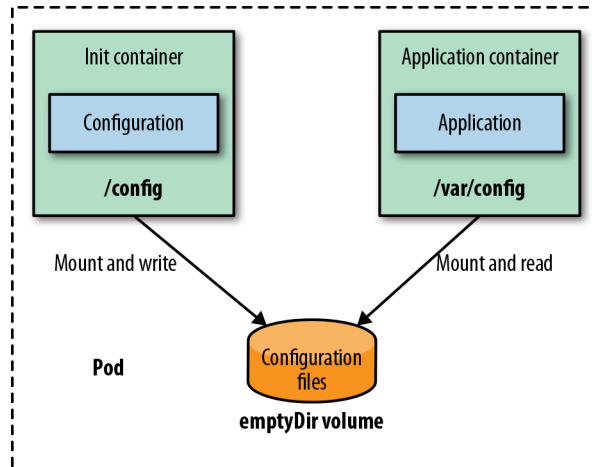 Init container
Configuration
/config
Application container
Application
/var/config
Mount and write
Mount and read
Pod
Configuration
files
emptyDir volume